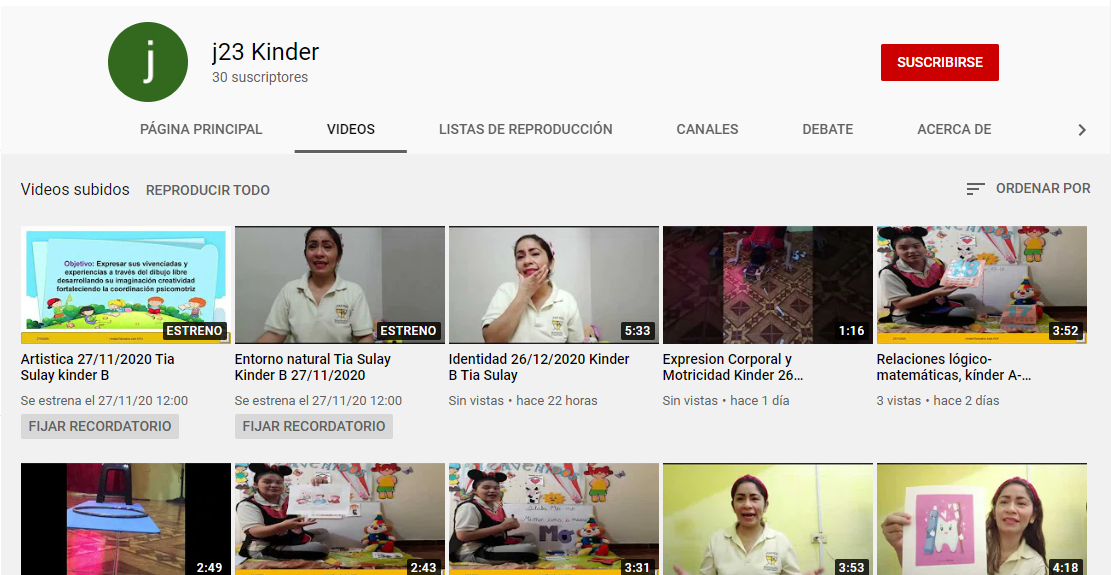 j
j23 Kinder
30 suscriptores
SUSCRIBIRSE
PÁGINA PRINCIPAL
VIDEOS
LISTAS DE REPRODUCCIÓN
CANALES
DEBATE
ACERCA DE
Videos subidos
REPRODUCIR TODO
ORDENAR POR
Objetivo: Expresar sus vivenciadas y
experiencias a través del dibujo libre
desarrollando su imaginación creatividad
fortaleciendo la coordinación psicomotriz
ESTRENO
ESTRENO
5:33
1:16
3:52
Artistica 27/11/2020 Tia
Sulay kinder B
Se estrena el 27/11/20 12:00
FIJAR RECORDATORIO
Entorno natural Tia Sulay
Kinder B 27/11/2020
Se estrena el 27/11/20 12:00
FIJAR RECORDATORIO
Identidad 26/12/2020 Kinder
B Tia Sulay
Sin vistas • hace 22 horas
Expresion Corporal y
Motricidad Kinder 26...
Sin vistas • hace 1 día
Relaciones lógico-
matemáticas, kínder A-...
3 vistas • hace 2 días
2:49
2:43
3:31
3:53
4:18